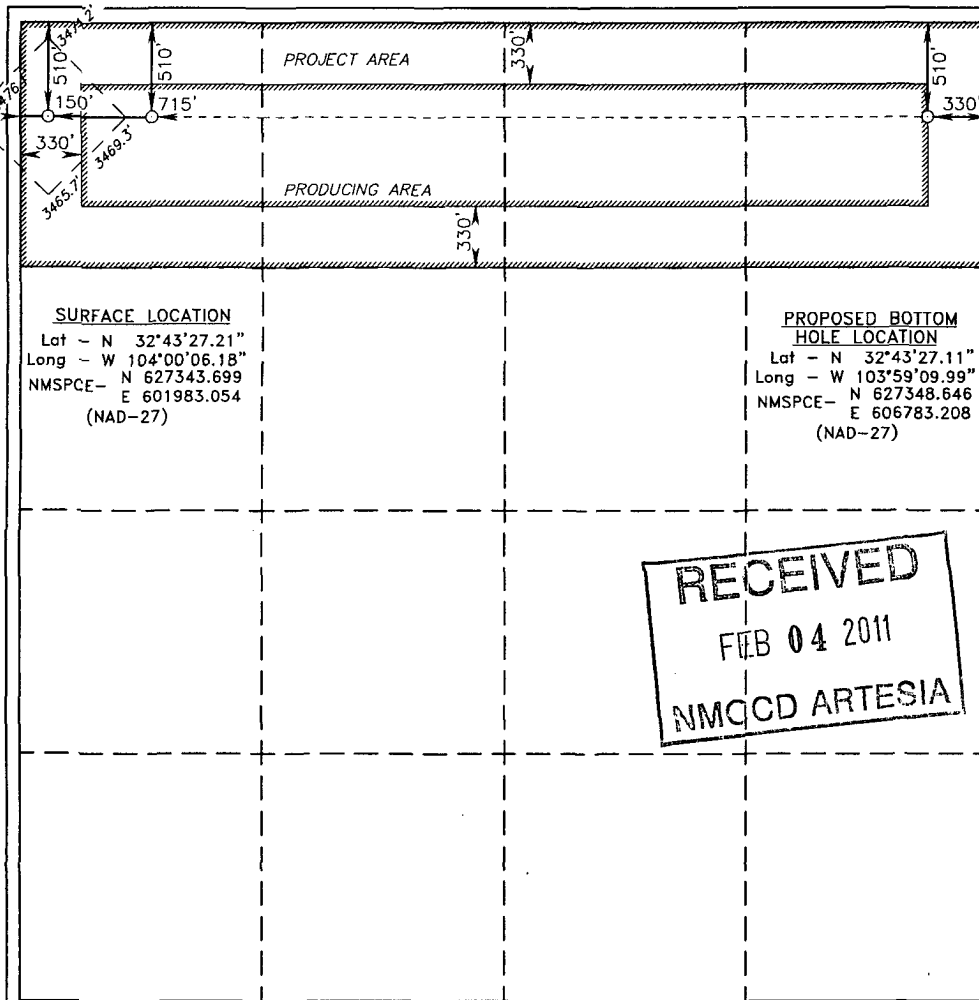 3471.2'
510'
510'
PROJECT AREA
330'
510'
150'
715'
330'
330'
3469.3'
3465.7'
PRODUCING AREA
330'
SURFACE LOCATION
Lat - N 32°43'27.21"
Long - W 104°00'06.18"
NMSPCE- N 627343.699
E 601983.054
(NAD-27)
PROPOSED BOTTOM
HOLE LOCATION
Lat - N 32°43'27.11"
Long - W 103°59'09.99"
NMSPCE- N 627348.646
E 606783.208
(NAD-27)
RECEIVED
FEB 04 2011
NMOCD ARTESIA